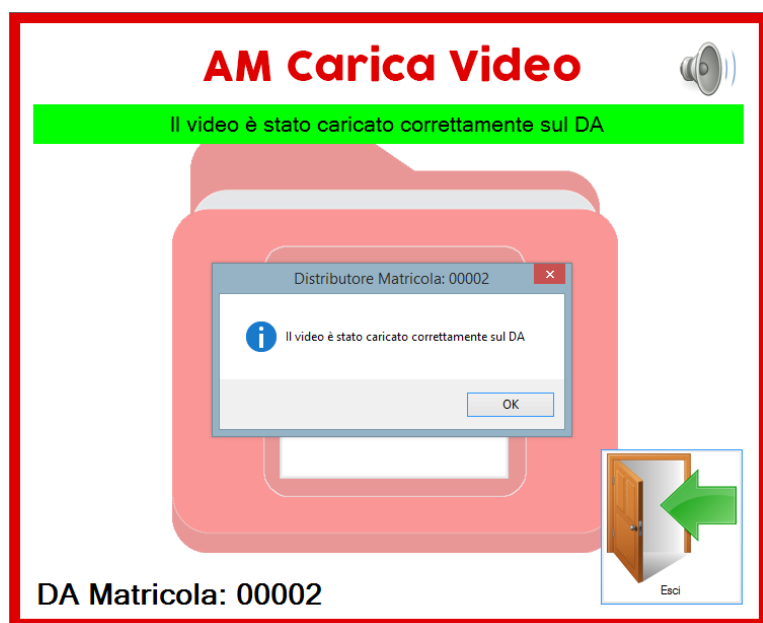 AM Carica Video
Il video è stato caricato correttamente sul DA
Distributore Matricola: 00002
Il video è stato caricato correttamente sul DA
OK
Esci
DA Matricola: 00002